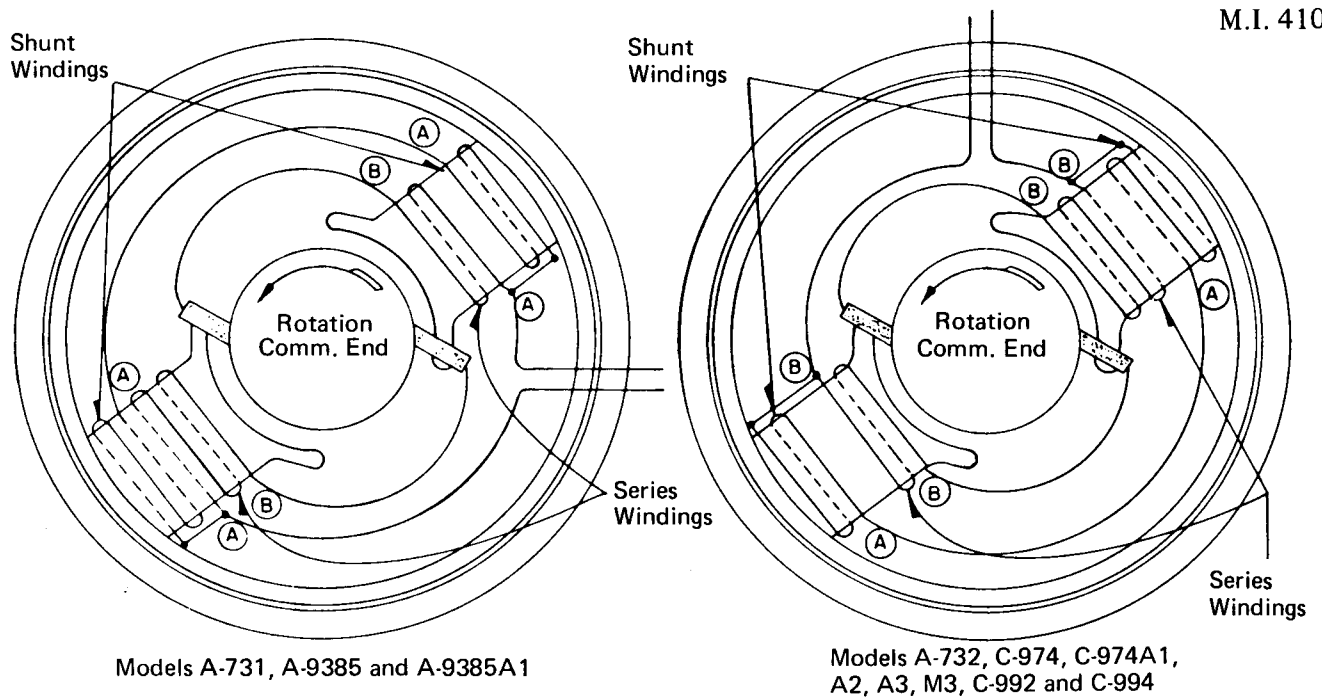 M.I. 410
Shunt
Windings
A
B
Rotation
Comm. End
A
A
B
A
Series
Windings
Models A-731, A-9385 and A-9385A1
Shunt
Windings
B
B
Rotation
Comm. End
A
B
B
A
Series
Windings
Models A-732, C-974, C-974A1,
A2, A3, M3, C-992 and C-994